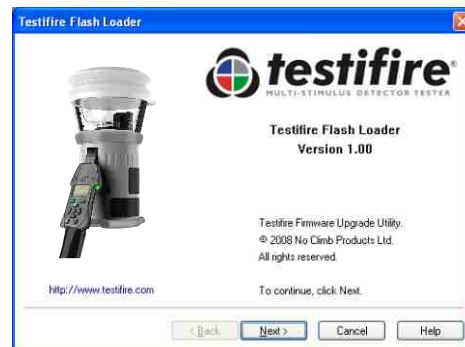 Testifire Flash Loader
testifire®
MULTI-STIMULUS DETECTOR TESTER
Testifire Flash Loader
Version 1.00
Testifire Firmware Upgrade Utility.
© 2008 No Climb Products Ltd.
All rights reserved.
http://www.testifire.com
To continue, click Next.
< Back
Next >
Cancel
Help